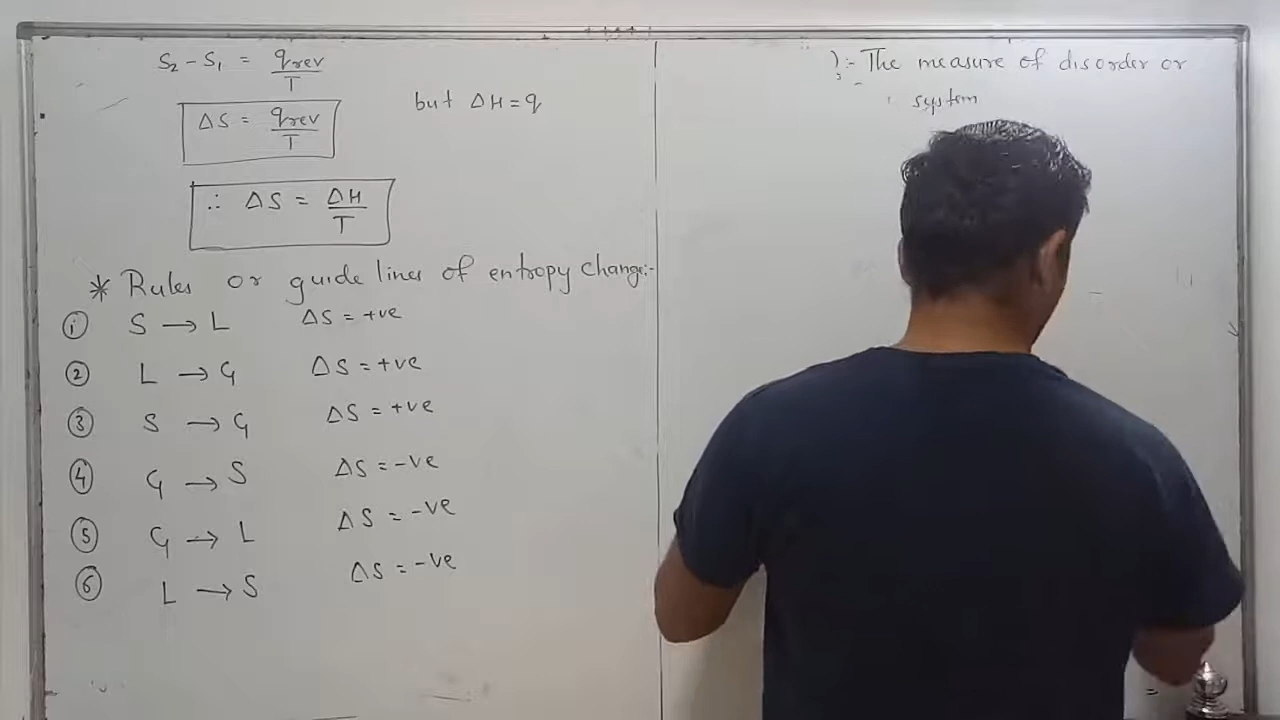 S₂ - S₁ = qrev/T
ΔS = qrev/T
but ΔH = q
∴ ΔS = ΔH/T
* Rules or guide lines of entropy change:-
① S → L ΔS = +ve
② L → G ΔS = +ve
③ S → G ΔS = +ve
④ G → S ΔS = -ve
⑤ G → L ΔS = -ve
⑥ L → S ΔS = -ve
):- The measure of disorder or
system